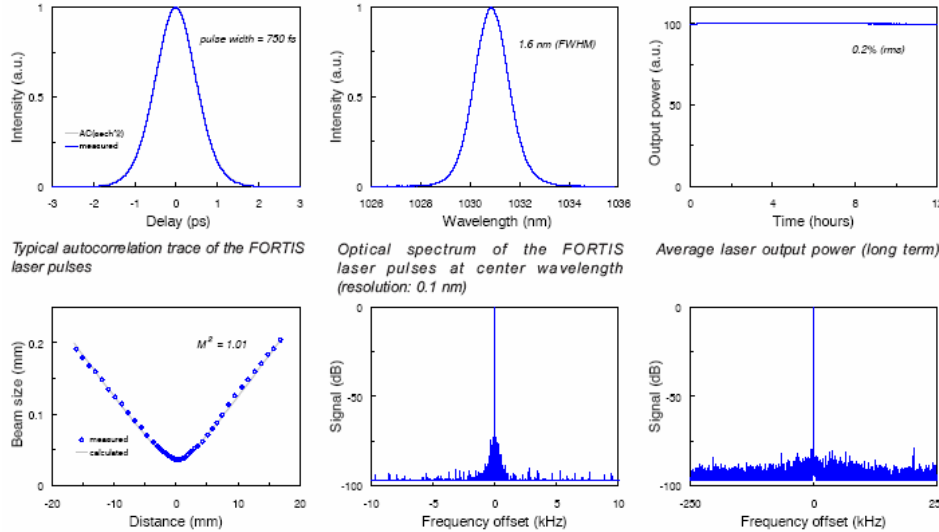 1
0.5
0
Intensity (a.u.)
pulse width = 750 fs
AC(sech^2)
measured
-3 -2 -1 0 1 2 3
Delay (ps)
Typical autocorrelation trace of the FORTIS
laser pulses
1
0.5
0
Intensity (a.u.)
1.6 nm (FWHM)
1026 1028 1030 1032 1034 1036
Wavelength (nm)
Optical spectrum of the FORTIS
laser pulses at center wavelength
(resolution: 0.1 nm)
100
50
0
Output power (a.u.)
0.2% (rms)
0 4 8 12
Time (hours)
Average laser output power (long term)
0.2
0.1
0
Beam size (mm)
M² = 1.01
measured
calculated
-20 -10 0 10 20
Distance (mm)
0
-50
-100
Signal (dB)
-10 -5 0 5 10
Frequency offset (kHz)
0
-50
-100
Signal (dB)
-250 0 25
Frequency offset (kHz)